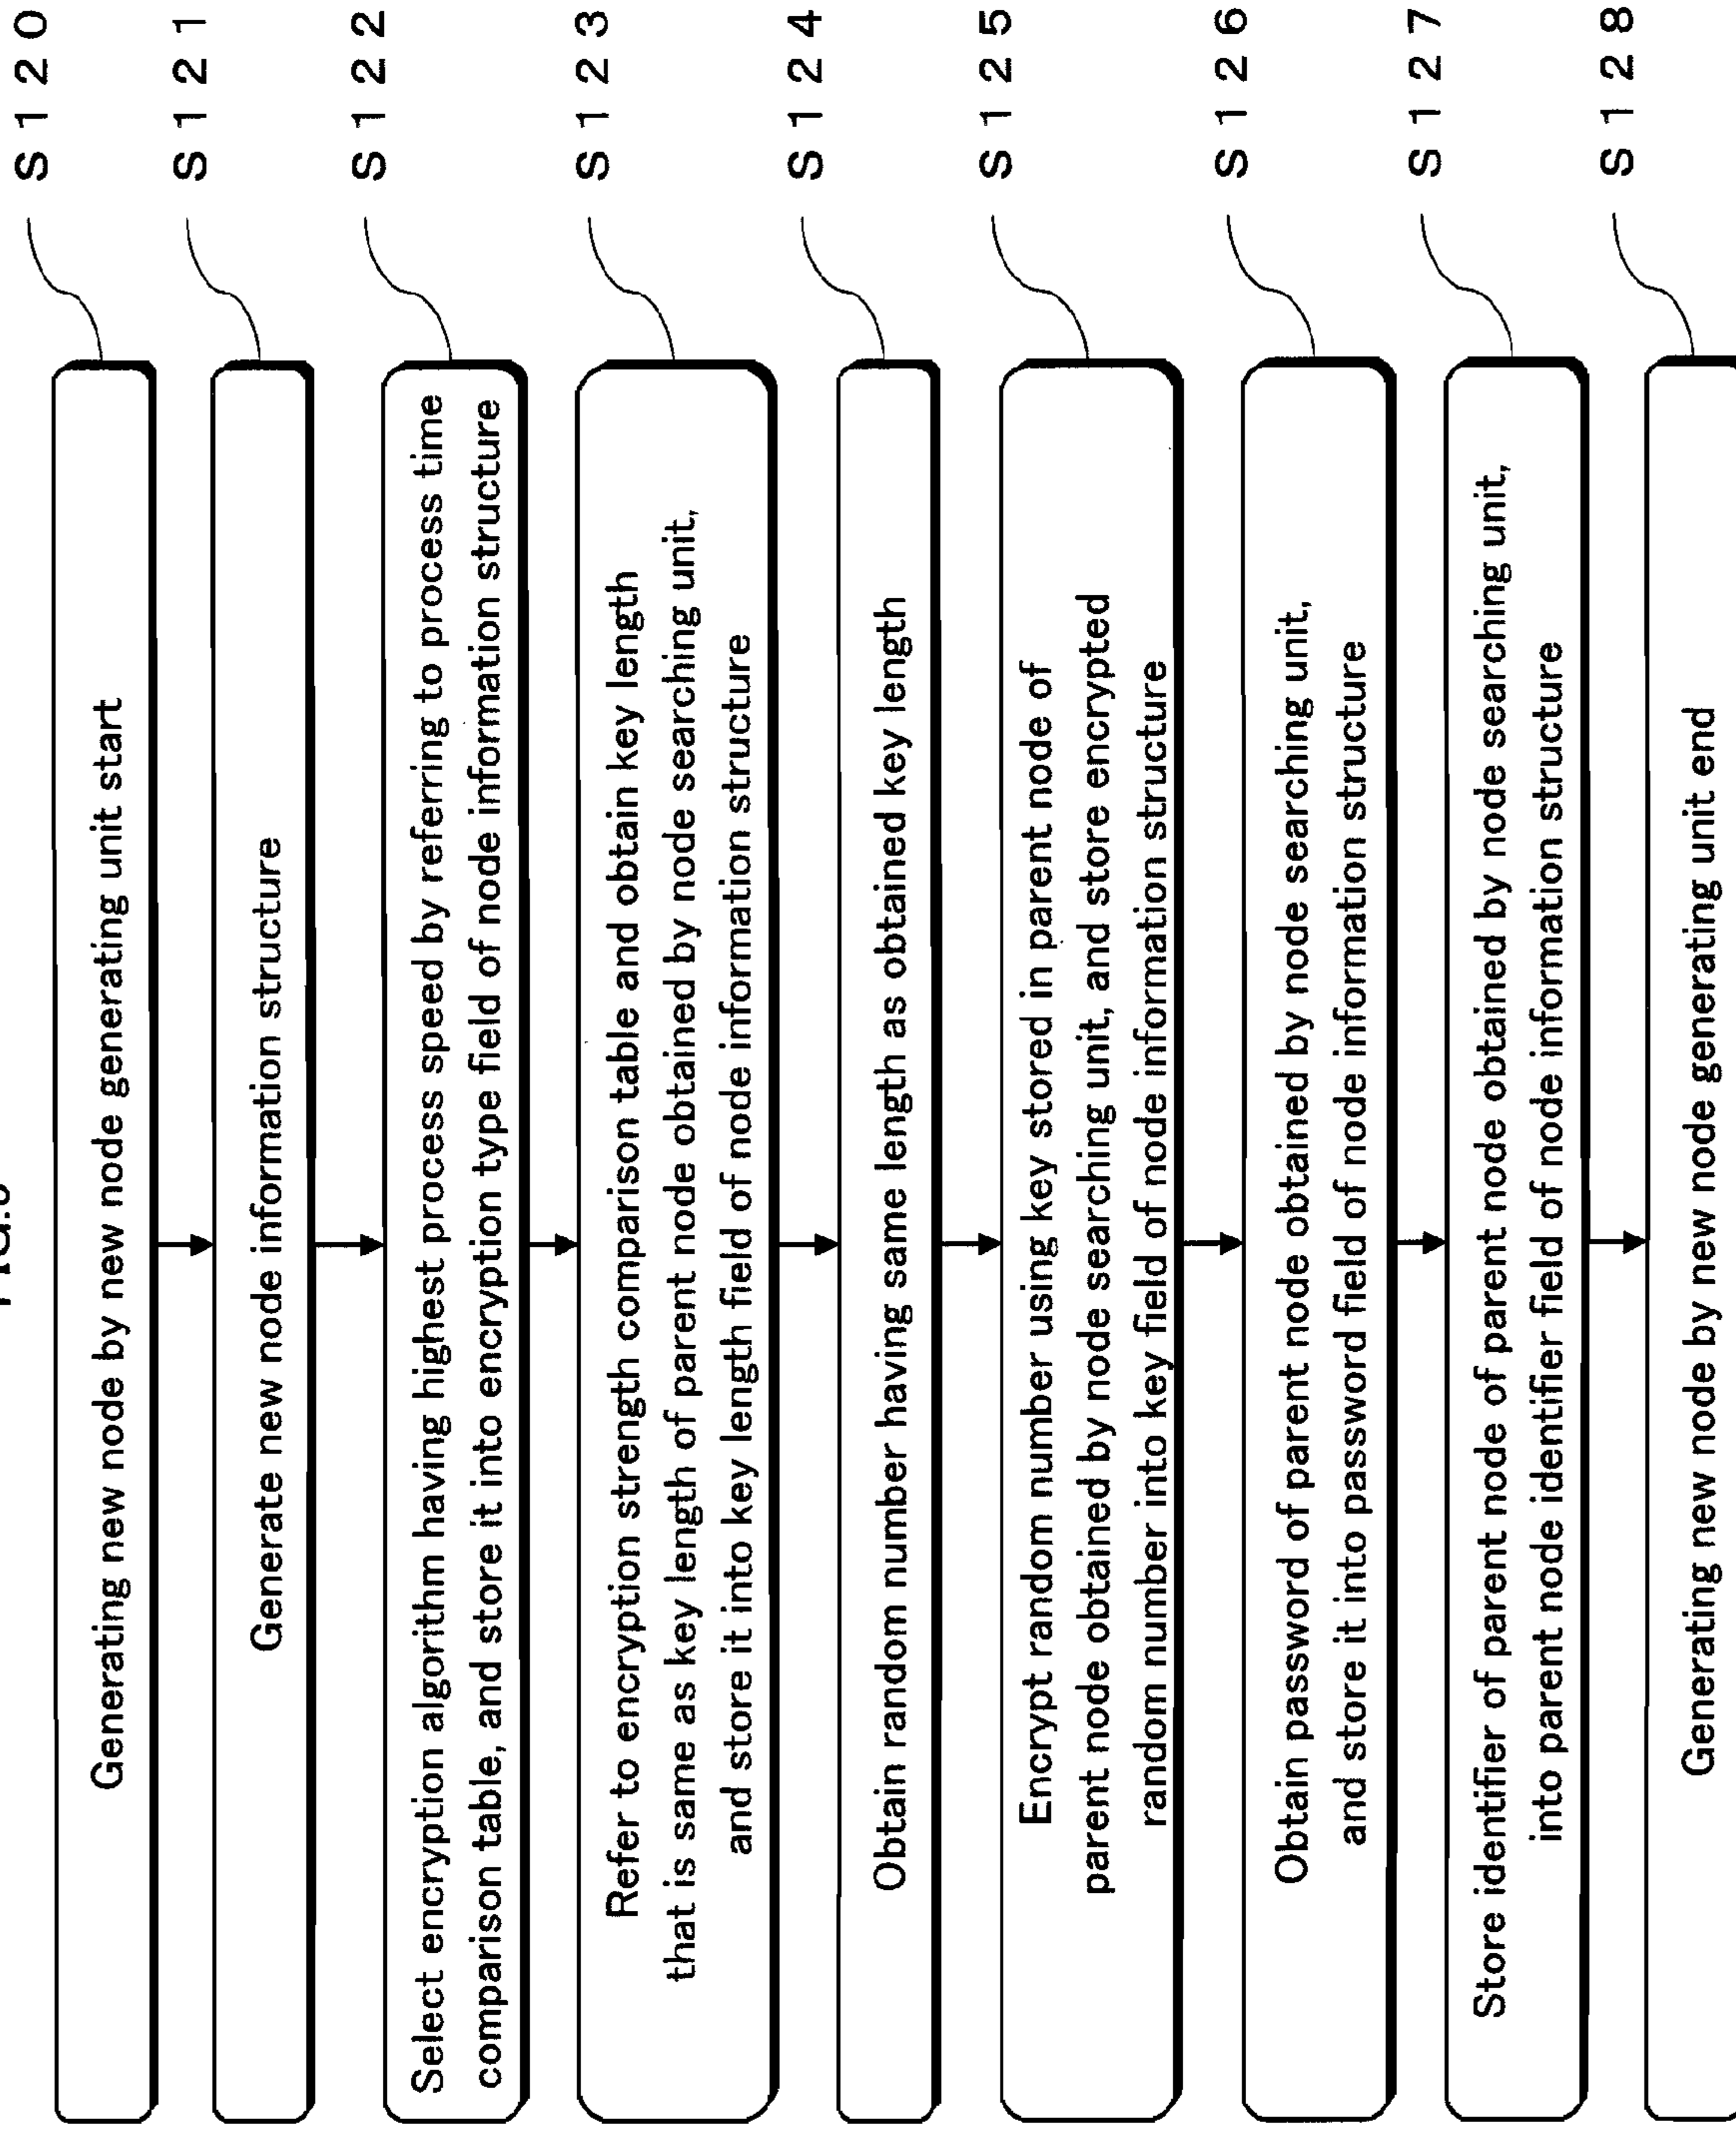 S120
Generating new node by new node generating unit start
S121
Generate new node information structure
S122
Select encryption algorithm having highest process speed by referring to process time
comparison table, and store it into encryption type field of node information structure
S123
Refer to encryption strength comparison table and obtain key length
that is same as key length of parent node obtained by node searching unit,
and store it into key length field of node information structure
S124
Obtain random number having same length as obtained key length
S125
Encrypt random number using key stored in parent node of
parent node obtained by node searching unit, and store encrypted
random number into key field of node information structure
S126
Obtain password of parent node obtained by node searching unit,
and store it into password field of node information structure
S127
Store identifier of parent node of parent node obtained by node searching unit,
into parent node identifier field of node information structure
S128
Generating new node by new node generating unit end